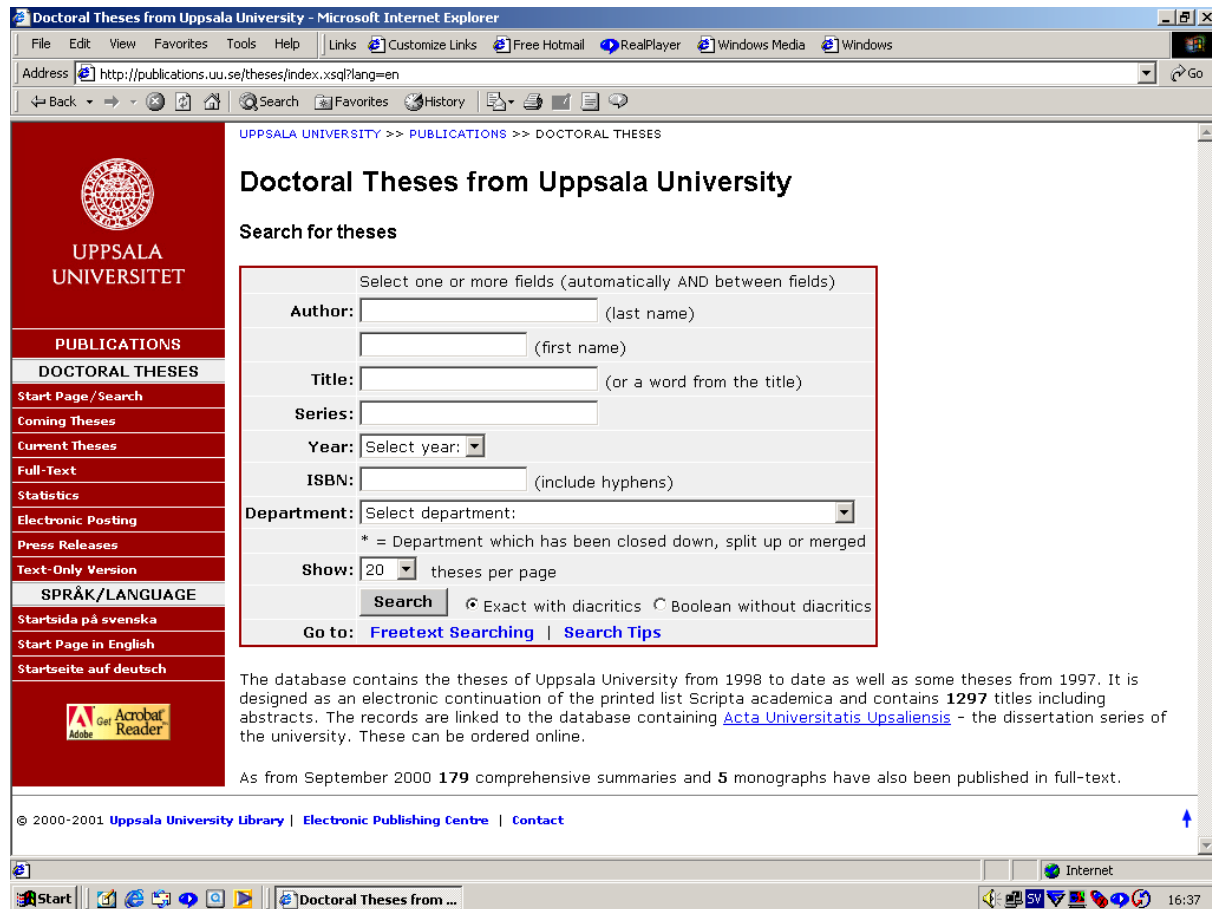 Doctoral Theses from Uppsala University - Microsoft Internet Explorer
File Edit View Favorites Tools Help Links Customize Links Free Hotmail RealPlayer Windows Media Windows
Address http://publications.uu.se/theses/index.xsql?lang=en Go
Back Search Favorites History
UPPSALA UNIVERSITY >> PUBLICATIONS >> DOCTORAL THESES
UPPSALA
UNIVERSITET
PUBLICATIONS
DOCTORAL THESES
Start Page/Search
Coming Theses
Current Theses
Full-Text
Statistics
Electronic Posting
Press Releases
Text-Only Version
SPRÅK/LANGUAGE
Startsida på svenska
Start Page in English
Startseite auf deutsch
Adobe Get Acrobat Reader
Doctoral Theses from Uppsala University
Search for theses
Select one or more fields (automatically AND between fields)
Author: (last name)
(first name)
Title: (or a word from the title)
Series:
Year: Select year:
ISBN: (include hyphens)
Department: Select department:
* = Department which has been closed down, split up or merged
Show: 20 theses per page
Search Exact with diacritics Boolean without diacritics
Go to: Freetext Searching | Search Tips
The database contains the theses of Uppsala University from 1998 to date as well as some theses from 1997. It is
designed as an electronic continuation of the printed list Scripta academica and contains 1297 titles including
abstracts. The records are linked to the database containing Acta Universitatis Upsaliensis - the dissertation series of
the university. These can be ordered online.
As from September 2000 179 comprehensive summaries and 5 monographs have also been published in full-text.
© 2000-2001 Uppsala University Library | Electronic Publishing Centre | Contact
Internet
Start Doctoral Theses from ... SV 16:37